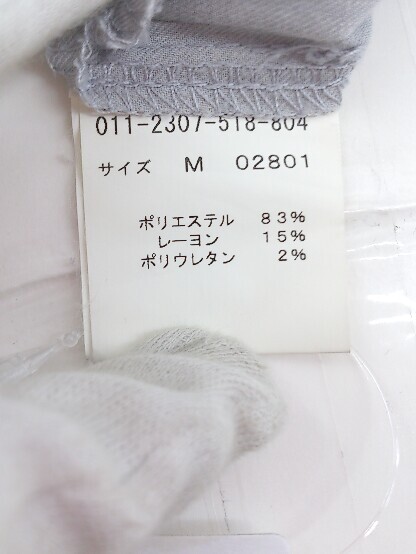 011-2307-518-804
サイズ M 02801
ポリエステル 83%
レーヨン 15%
ポリウレタン 2%